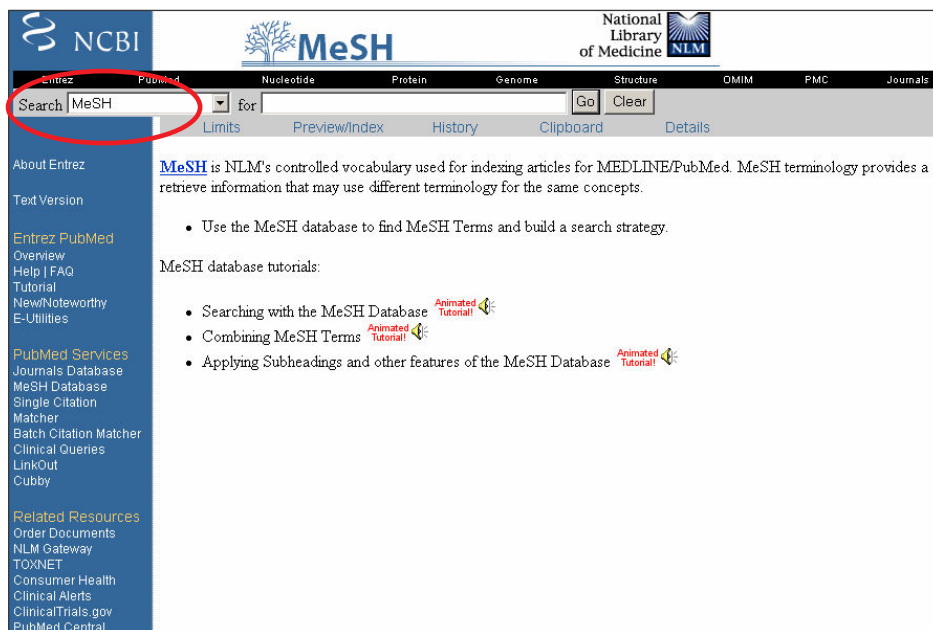 NCBI
MeSH
National
Library
of Medicine NLM
Entrez PubMed Nucleotide Protein Genome Structure OMIM PMC Journals
Search MeSH for Go Clear
Limits Preview/Index History Clipboard Details
About Entrez
Text Version
Entrez PubMed
Overview
Help | FAQ
Tutorial
New/Noteworthy
E-Utilities
PubMed Services
Journals Database
MeSH Database
Single Citation
Matcher
Batch Citation Matcher
Clinical Queries
LinkOut
Cubby
Related Resources
Order Documents
NLM Gateway
TOXNET
Consumer Health
Clinical Alerts
ClinicalTrials.gov
PubMed Central
MeSH is NLM's controlled vocabulary used for indexing articles for MEDLINE/PubMed. MeSH terminology provides a
retrieve information that may use different terminology for the same concepts.
• Use the MeSH database to find MeSH Terms and build a search strategy.
MeSH database tutorials:
• Searching with the MeSH Database Animated Tutorial!
• Combining MeSH Terms Animated Tutorial!
• Applying Subheadings and other features of the MeSH Database Animated Tutorial!